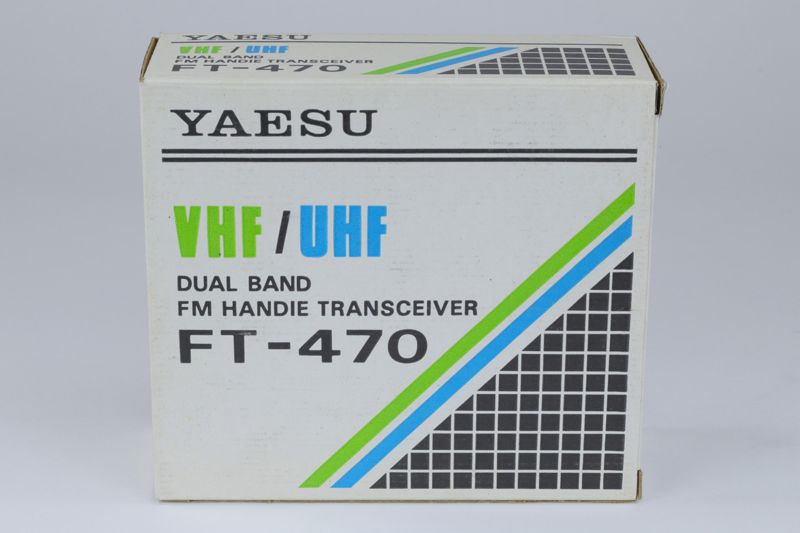 YAESU
VHF / UHF
DUAL BAND
FM HANDIE TRANSCEIVER
FT-470
YAESU
VHF / UHF
DUAL BAND
FM HANDIE TRANSCEIVER
FT-470